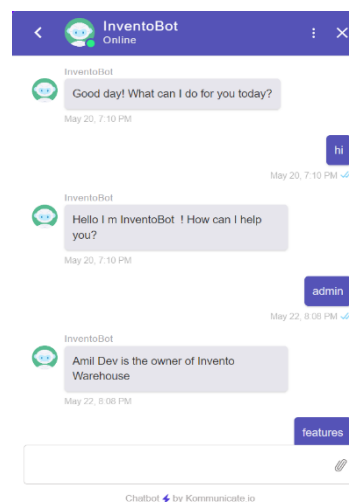 InventoBot
Online
InventoBot
Good day! What can I do for you today?
May 20, 7:10 PM
hi
May 20, 7:10 PM
InventoBot
Hello I m InventoBot ! How can I help
you?
May 20, 7:10 PM
admin
May 22, 8:08 PM
InventoBot
Amil Dev is the owner of Invento
Warehouse
May 22, 8:08 PM
features
Chatbot by Kommunicate.io